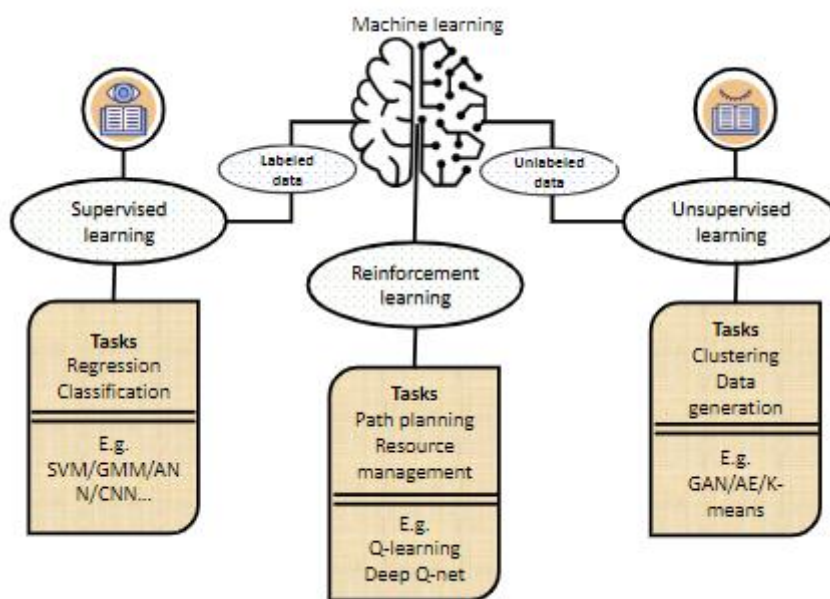 Machine learning
Labeled
data
Unlabeled
data
Supervised
learning
Unsupervised
learning
Reinforcement
learning
Tasks
Regression
Classification
E.g.
SVM/GMM/AN
N/CNN...
Tasks
Path planning
Resource
management
E.g.
Q-learning
Deep Q-net
Tasks
Clustering
Data
generation
E.g.
GAN/AE/K-
means